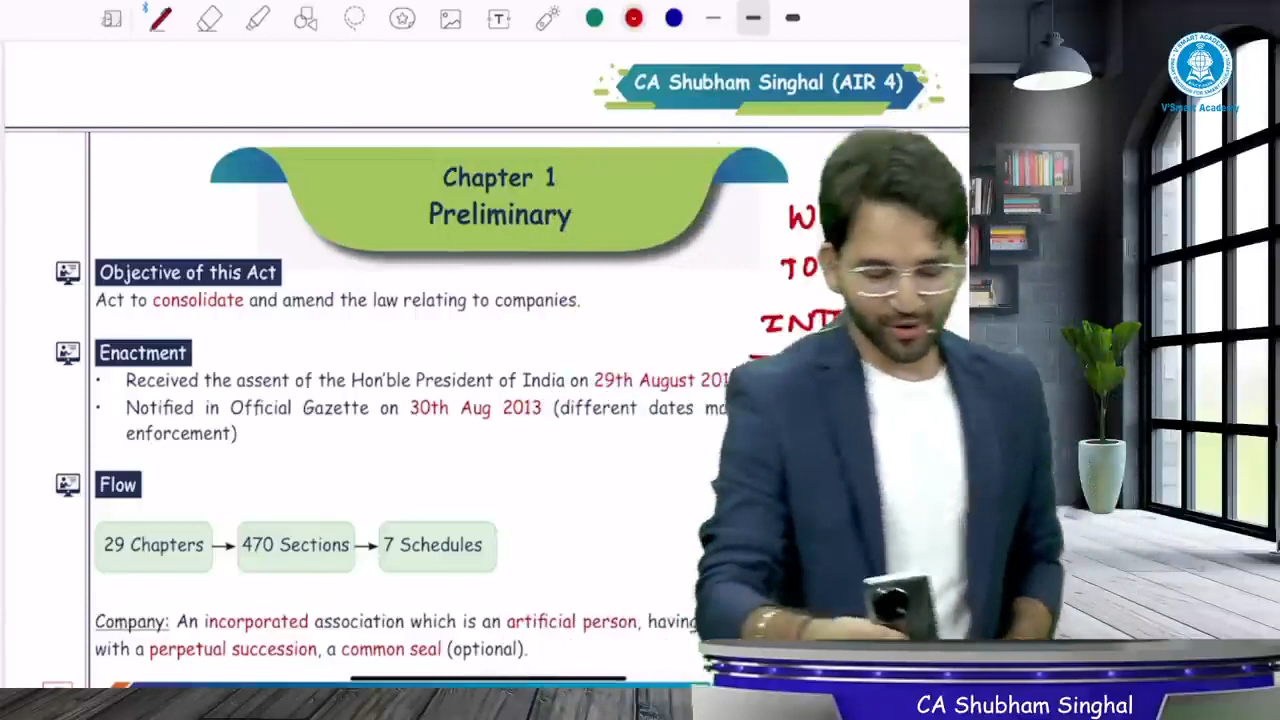 CA Shubham Singhal (AIR 4)
V'Smart Academy
Chapter 1
Preliminary
W
TO
Objective of this Act
Act to consolidate and amend the law relating to companies.
INT
Enactment
• Received the assent of the Hon'ble President of India on 29th August 201
• Notified in Official Gazette on 30th Aug 2013 (different dates ma
enforcement)
Flow
29 Chapters → 470 Sections → 7 Schedules
Company: An incorporated association which is an artificial person, having
with a perpetual succession, a common seal (optional).
CA Shubham Singhal